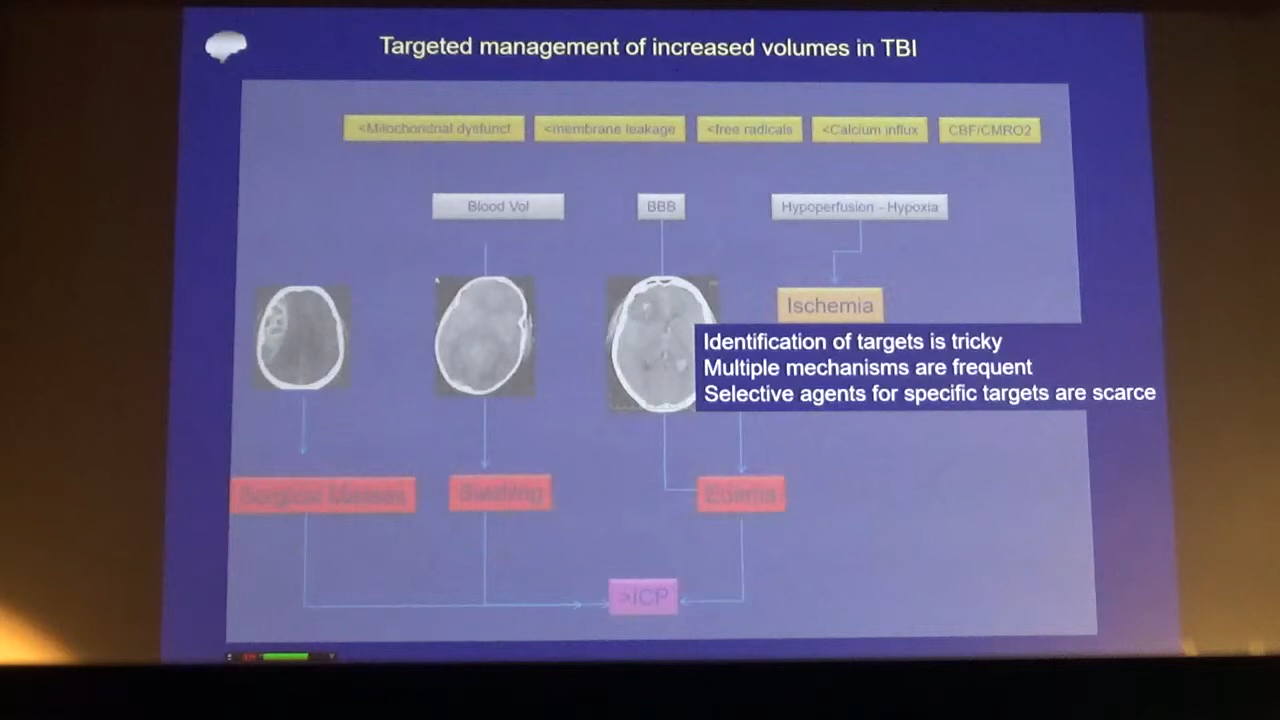 Targeted management of increased volumes in TBI
<Mitochondrial dysfunct
<membrane leakage
<free radicals
<Calcium influx
CBF/CMRO2
Blood Vol
BBB
Hypoperfusion - Hypoxia
Ischemia
Identification of targets is tricky
Multiple mechanisms are frequent
Selective agents for specific targets are scarce
Surgical Masses
Swelling
Edema
>ICP